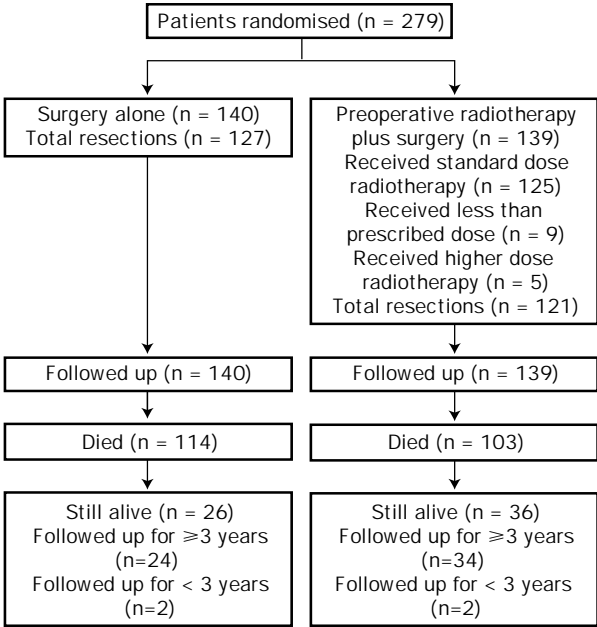 Patients randomised (n = 279)
Surgery alone (n = 140)
Total resections (n = 127)
Preoperative radiotherapy
plus surgery (n = 139)
Received standard dose
radiotherapy (n = 125)
Received less than
prescribed dose (n = 9)
Received higher dose
radiotherapy (n = 5)
Total resections (n = 121)
Followed up (n = 140)
Followed up (n = 139)
Died (n = 114)
Died (n = 103)
Still alive (n = 26)
Followed up for ⩾3 years
(n=24)
Followed up for < 3 years
(n=2)
Still alive (n = 36)
Followed up for ⩾3 years
(n=34)
Followed up for < 3 years
(n=2)